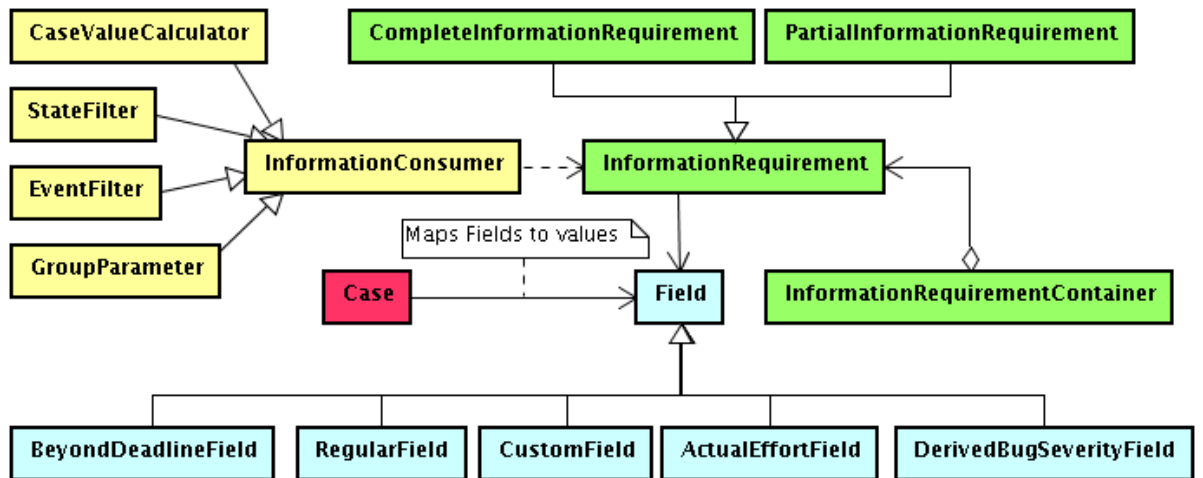 CaseValueCalculator
CompleteInformationRequirement
PartialInformationRequirement
StateFilter
InformationConsumer
InformationRequirement
EventFilter
Maps Fields to values
GroupParameter
Case
Field
InformationRequirementContainer
BeyondDeadlineField
RegularField
CustomField
ActualEffortField
DerivedBugSeverityField